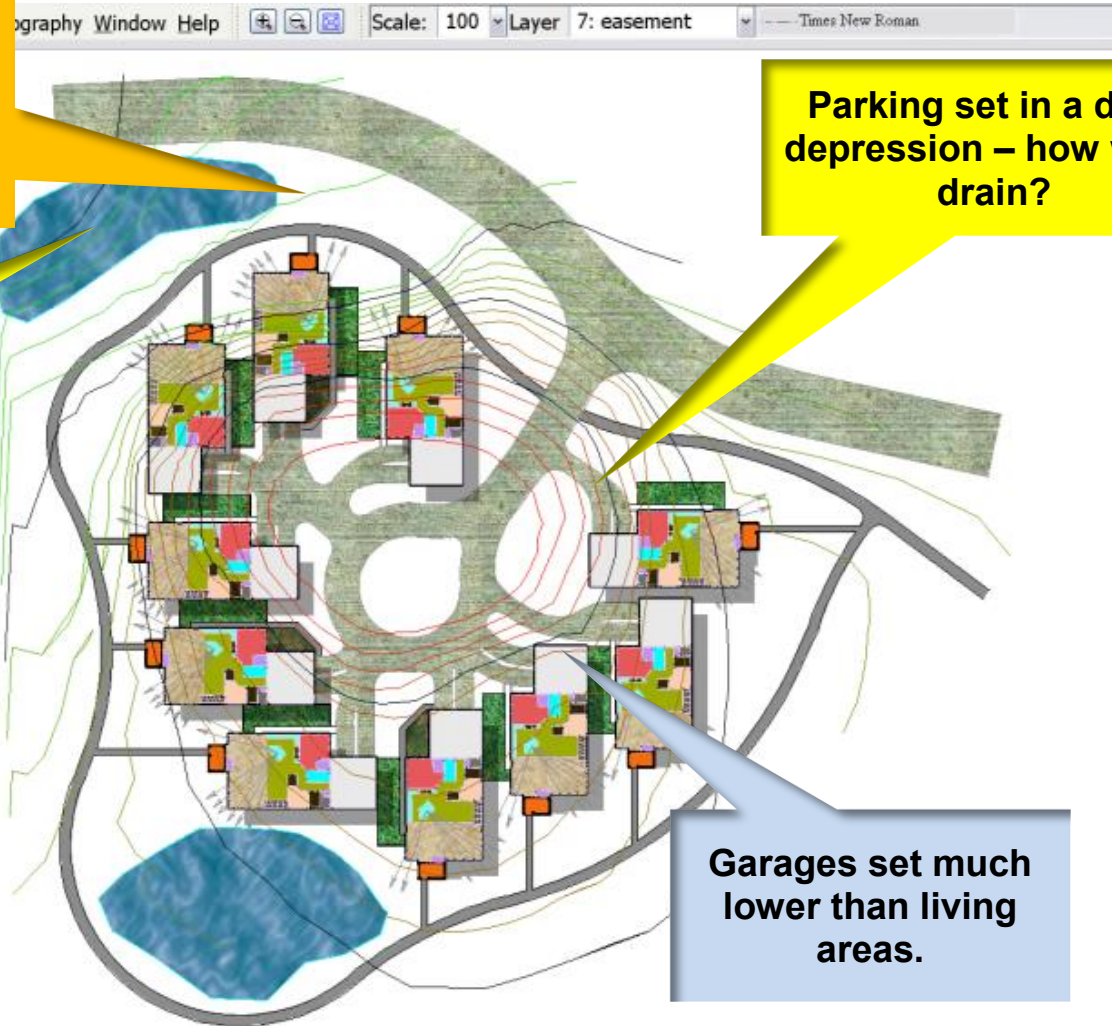 Window Help Scale: 100 Layer 7: easement Times New Roman
Parking set in a
depression – how
drain?
Garages set much
lower than living
areas.